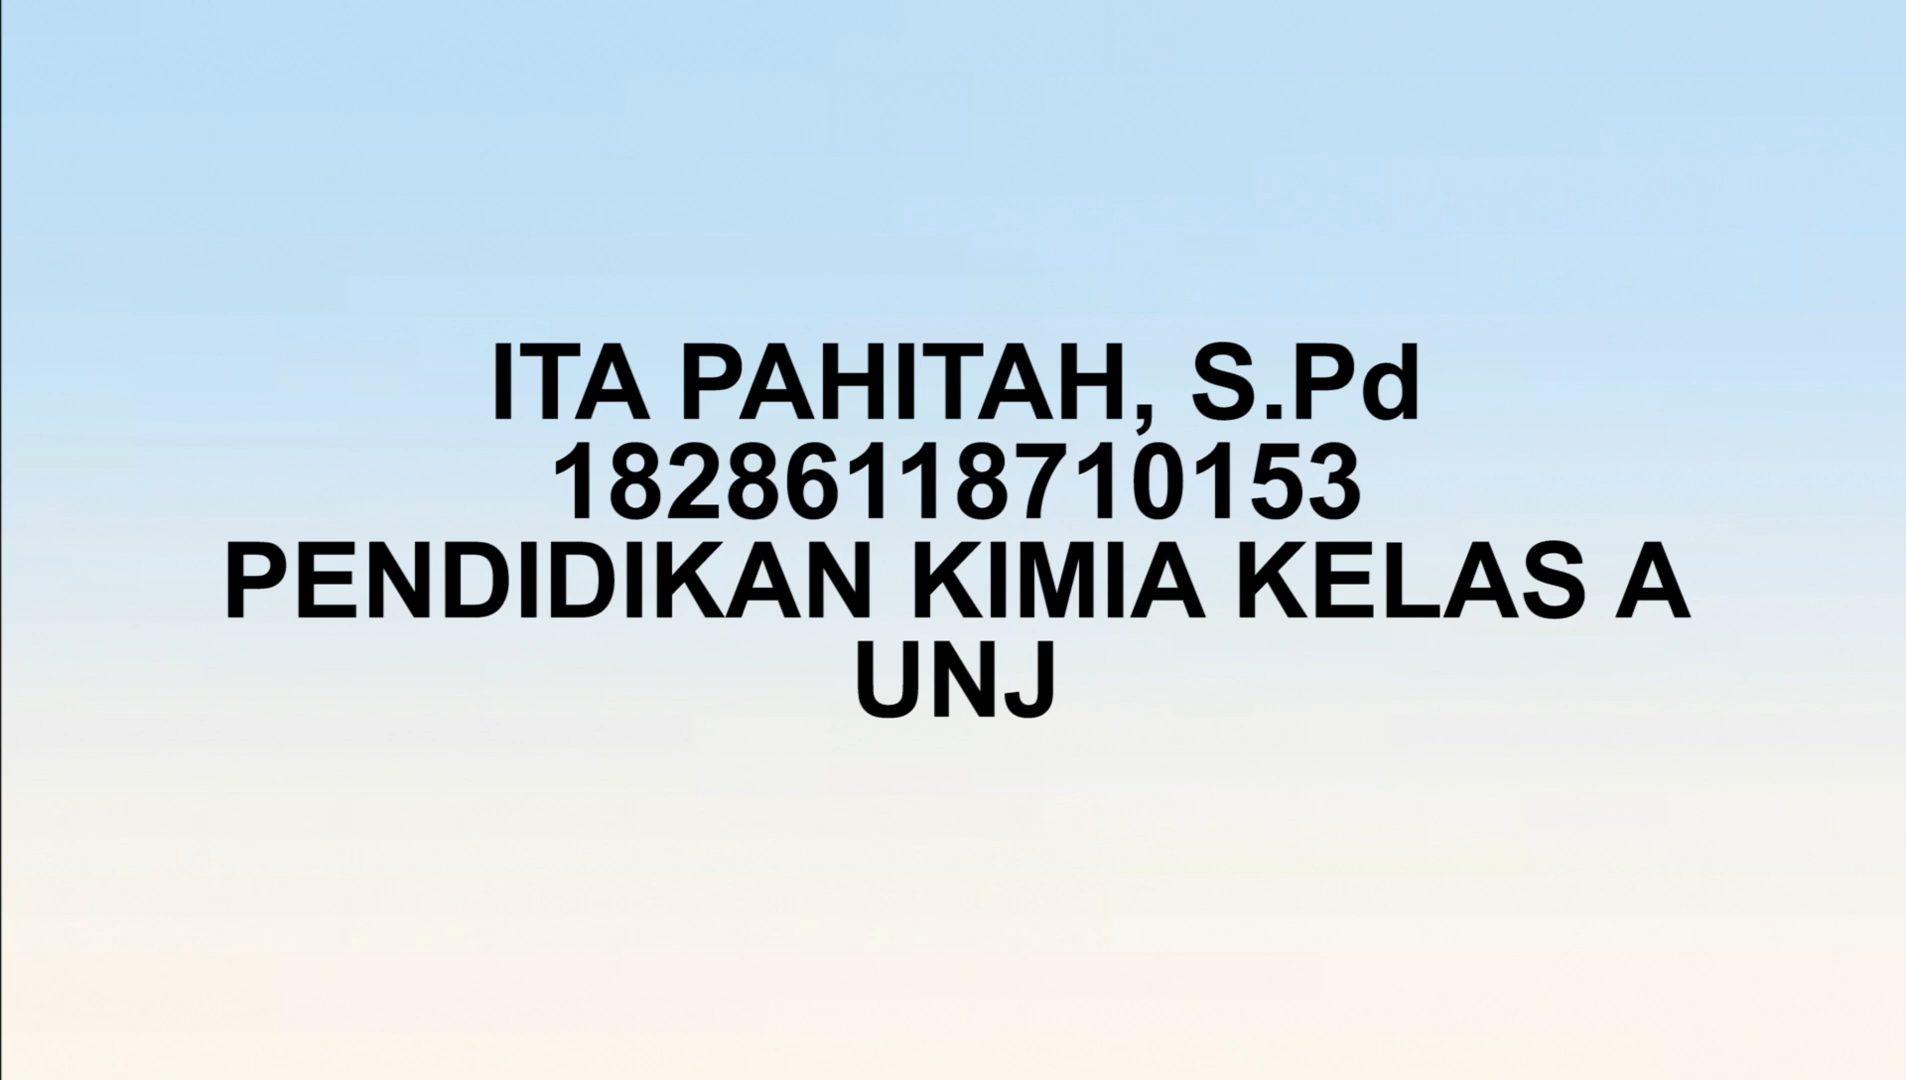 ITA PAHITAH, S.Pd
18286118710153
PENDIDIKAN KIMIA KELAS A
UNJ